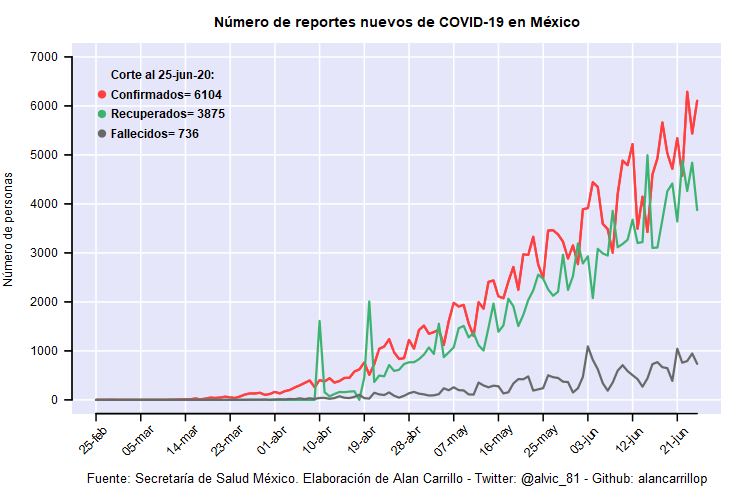 Número de reportes nuevos de COVID-19 en México
Número de personas
7000
6000
5000
4000
3000
2000
1000
0
Corte al 25-jun-20:
Confirmados= 6104
Recuperados= 3875
Fallecidos= 736
25-feb
05-mar
14-mar
23-mar
01-abr
10-abr
19-abr
28-abr
07-may
16-may
25-may
03-jun
12-jun
21-jun
Fuente: Secretaría de Salud México. Elaboración de Alan Carrillo - Twitter: @alvic_81 - Github: alancarrillop